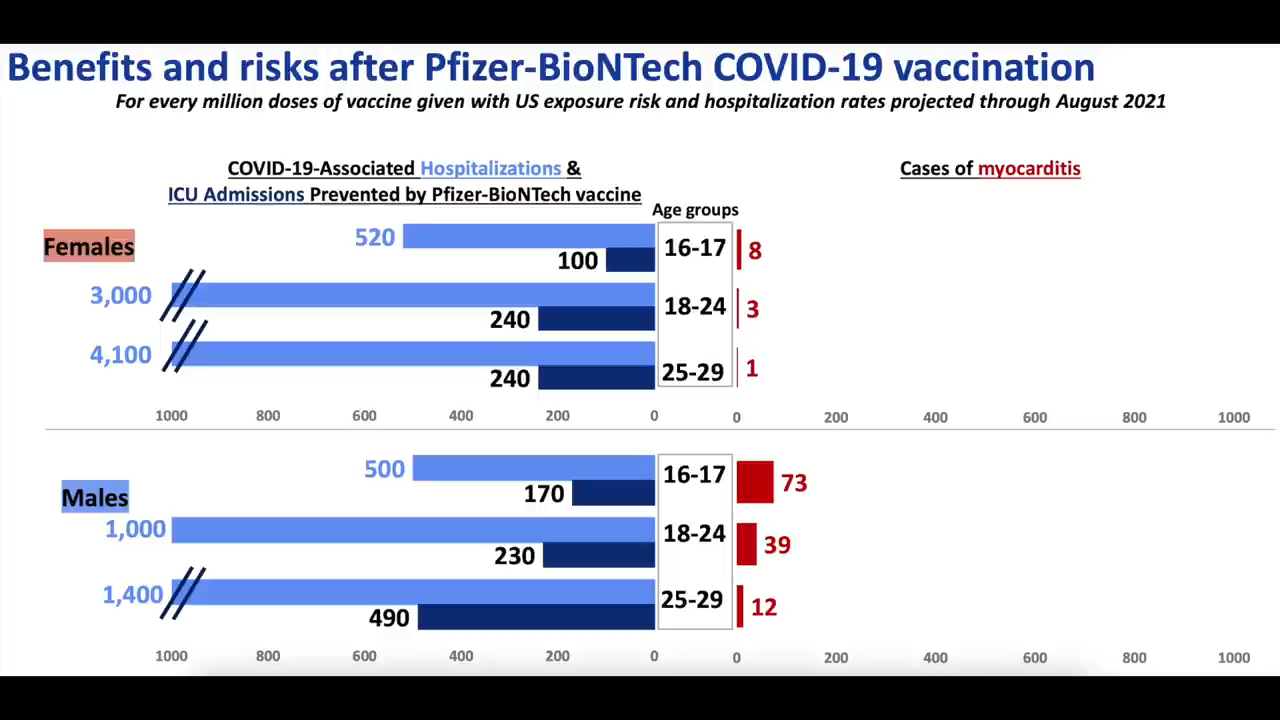 Benefits and risks after Pfizer-BioNTech COVID-19 vaccination
For every million doses of vaccine given with US exposure risk and hospitalization rates projected through August 2021
COVID-19-Associated Hospitalizations &
ICU Admissions Prevented by Pfizer-BioNTech vaccine
Cases of myocarditis
Age groups
Females
520
100
16-17
8
3,000
240
18-24
3
4,100
240
25-29
1
1000 800 600 400 200 0 0 200 400 600 800 1000
Males
500
170
16-17
73
1,000
230
18-24
39
1,400
490
25-29
12
1000 800 600 400 200 0 0 200 400 600 800 1000